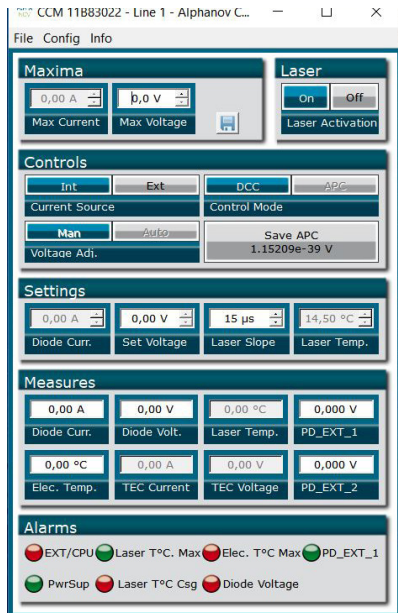 CCM 11B83022 - Line 1 - Alphanov C...
File Config Info
Maxima
Laser
0,00 A
0,0 V
On
Off
Max Current
Max Voltage
Laser Activation
Controls
Int
Ext
DCC
APC
Current Source
Control Mode
Man
Auto
Save APC
1.15209e-39 V
Voltage Adj.
Settings
0,00 A
0,00 V
15 µs
14,50 °C
Diode Curr.
Set Voltage
Laser Slope
Laser Temp.
Measures
0,00 A
0,00 V
0,00 °C
0,000 V
Diode Curr.
Diode Volt.
Laser Temp.
PD_EXT_1
0,00 °C
0,00 A
0,00 V
0,000 V
Elec. Temp.
TEC Current
TEC Voltage
PD_EXT_2
Alarms
EXT/CPU
Laser T°C. Max
Elec. T°C Max
PD_EXT_1
PwrSup
Laser T°C Csg
Diode Voltage